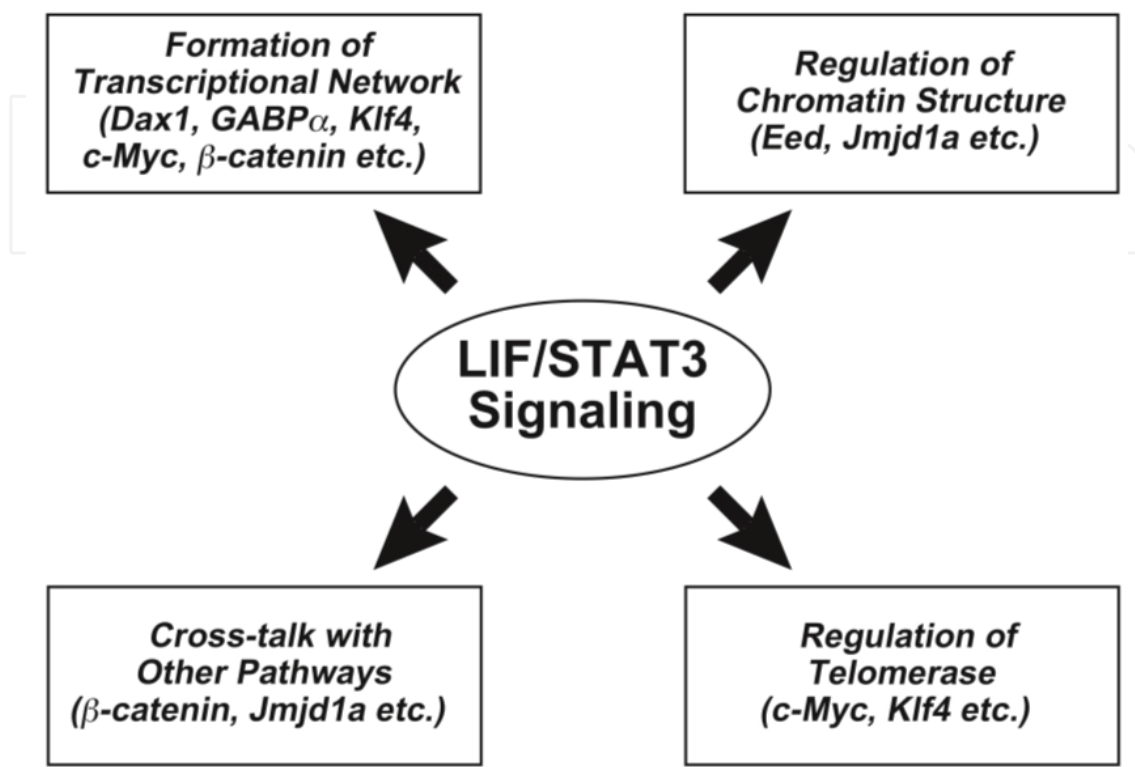 Formation of
Transcriptional Network
(Dax1, GABPα, Klf4,
c-Myc, β-catenin etc.)
Regulation of
Chromatin Structure
(Eed, Jmjd1a etc.)
LIF/STAT3
Signaling
Cross-talk with
Other Pathways
(β-catenin, Jmjd1a etc.)
Regulation of
Telomerase
(c-Myc, Klf4 etc.)